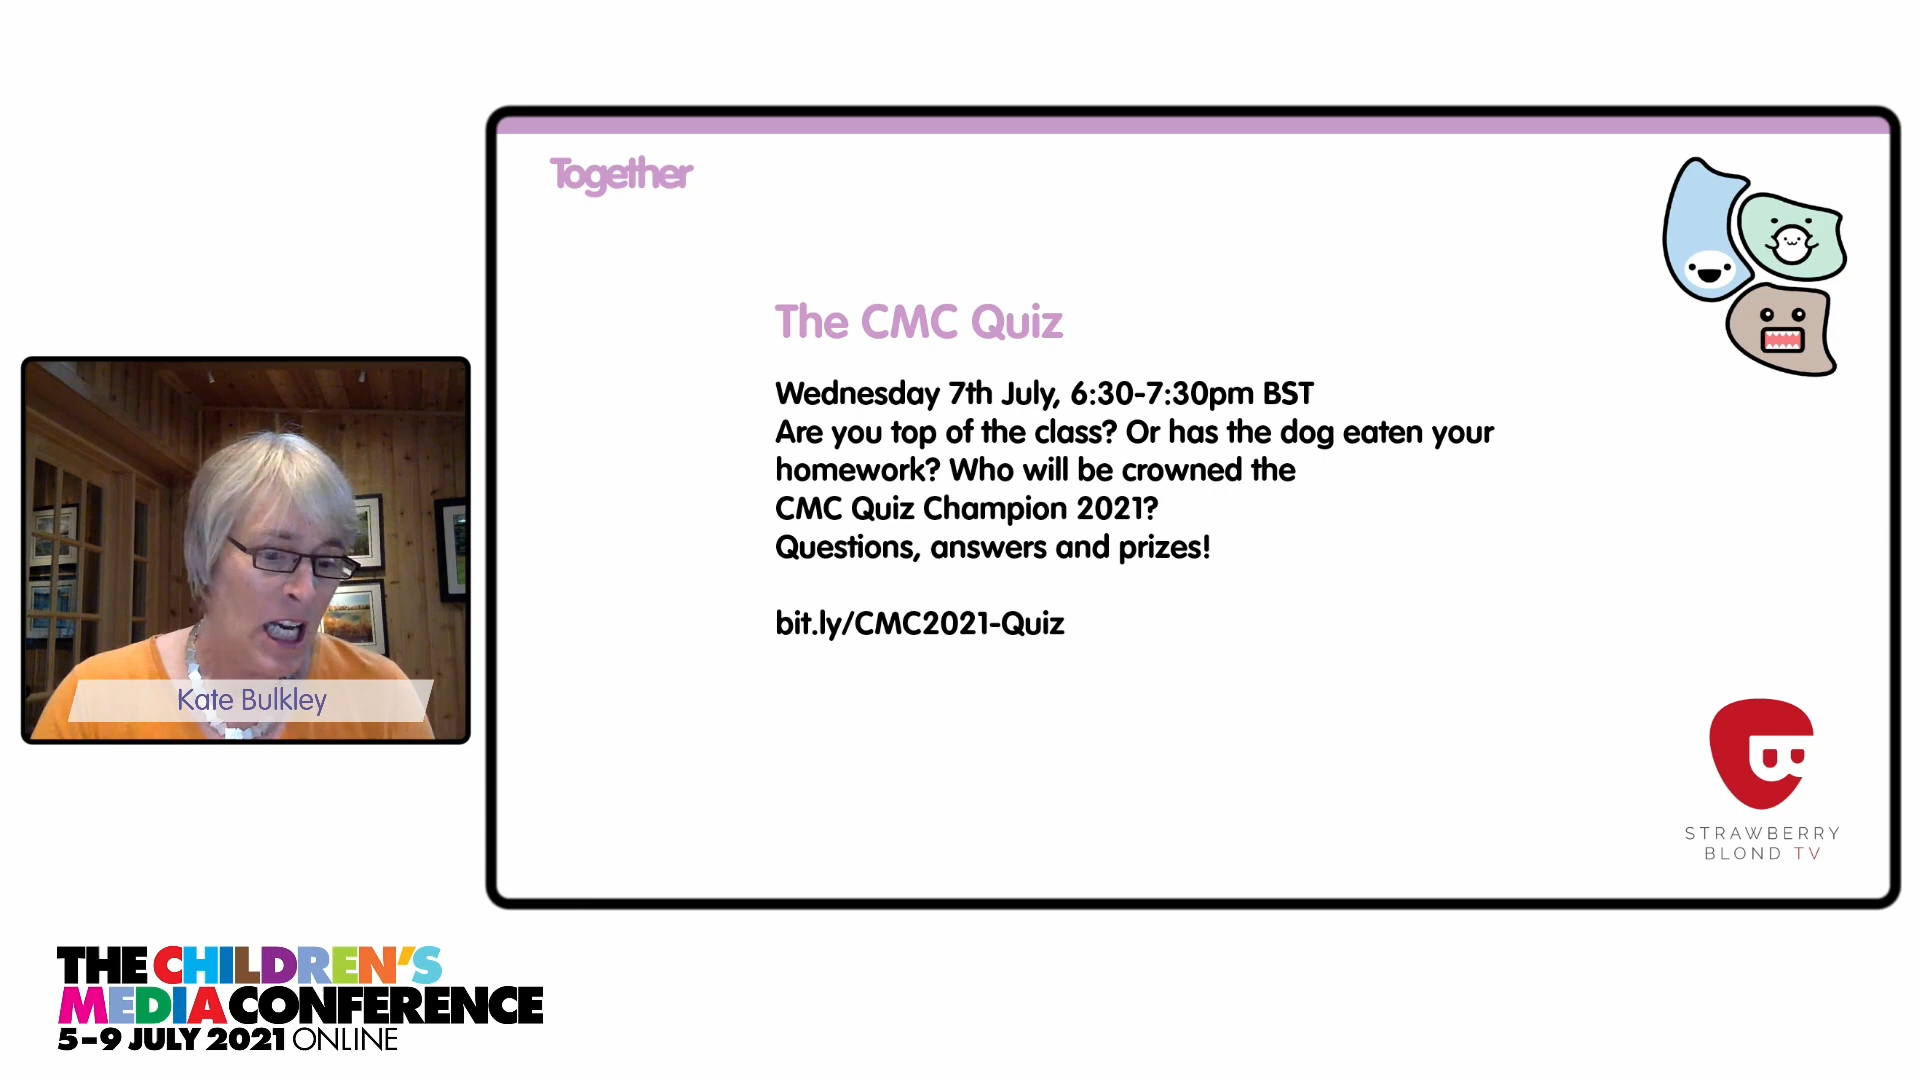 Together
The CMC Quiz
Wednesday 7th July, 6:30-7:30pm BST
Are you top of the class? Or has the dog eaten your
homework? Who will be crowned the
CMC Quiz Champion 2021?
Questions, answers and prizes!
bit.ly/CMC2021-Quiz
Kate Bulkley
STRAWBERRY
BLOND TV
THE CHILDREN'S
MEDIA CONFERENCE
5-9 JULY 2021 ONLINE